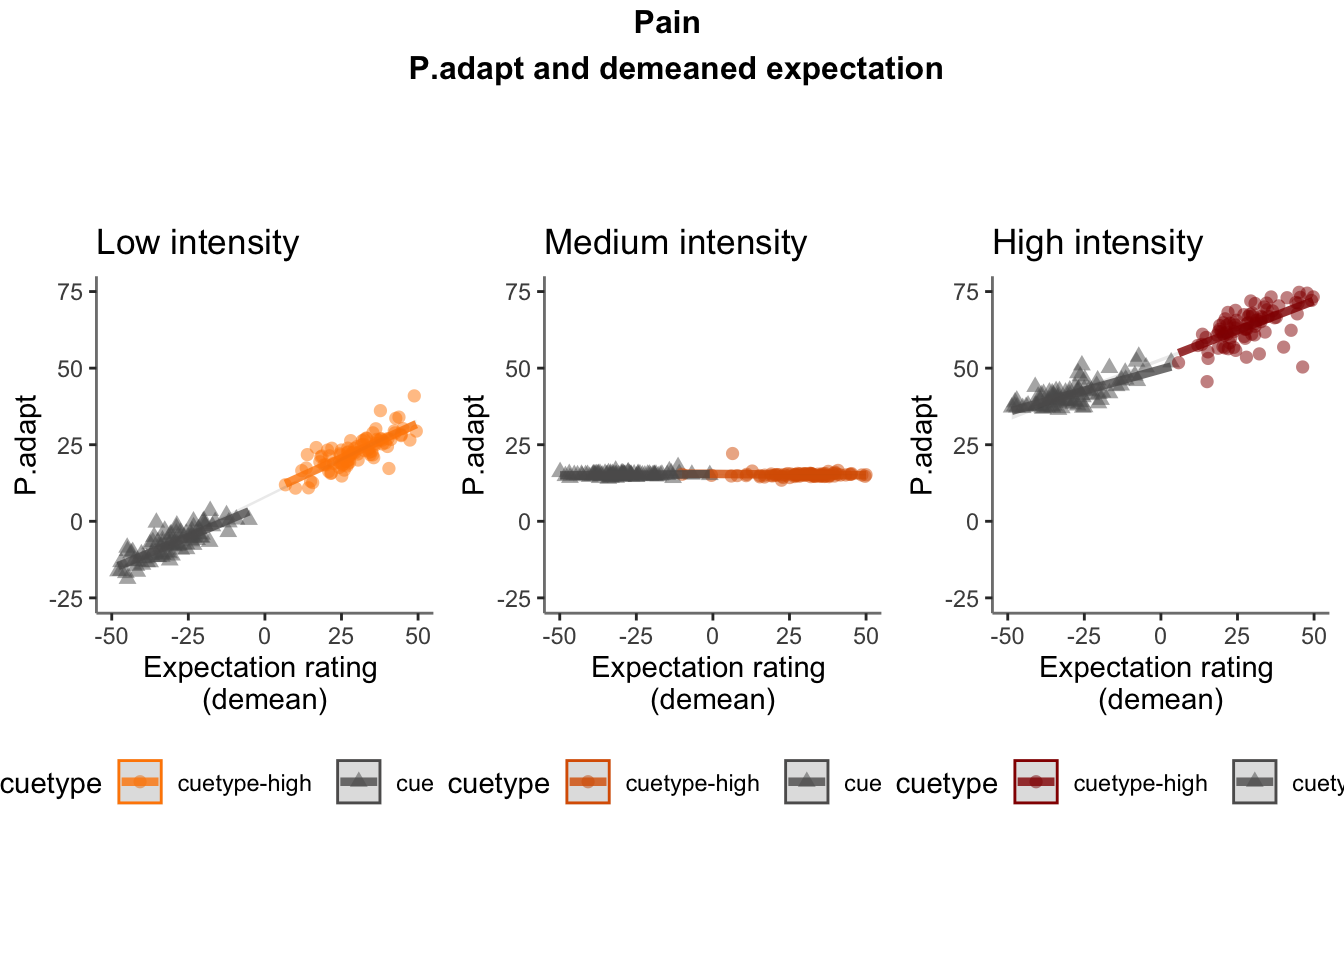 Pain
P.adapt and demeaned expectation
Low intensity
Medium intensity
High intensity
75
50
25
0
-25
P.adapt
-50 -25 0 25 50
Expectation rating
(demean)
75
50
25
0
-25
P.adapt
-50 -25 0 25 50
Expectation rating
(demean)
75
50
25
0
-25
P.adapt
-50 -25 0 25 50
Expectation rating
(demean)
cuetype cuetype-high cue
cuetype cuetype-high cue
cuetype cuetype-high cuety